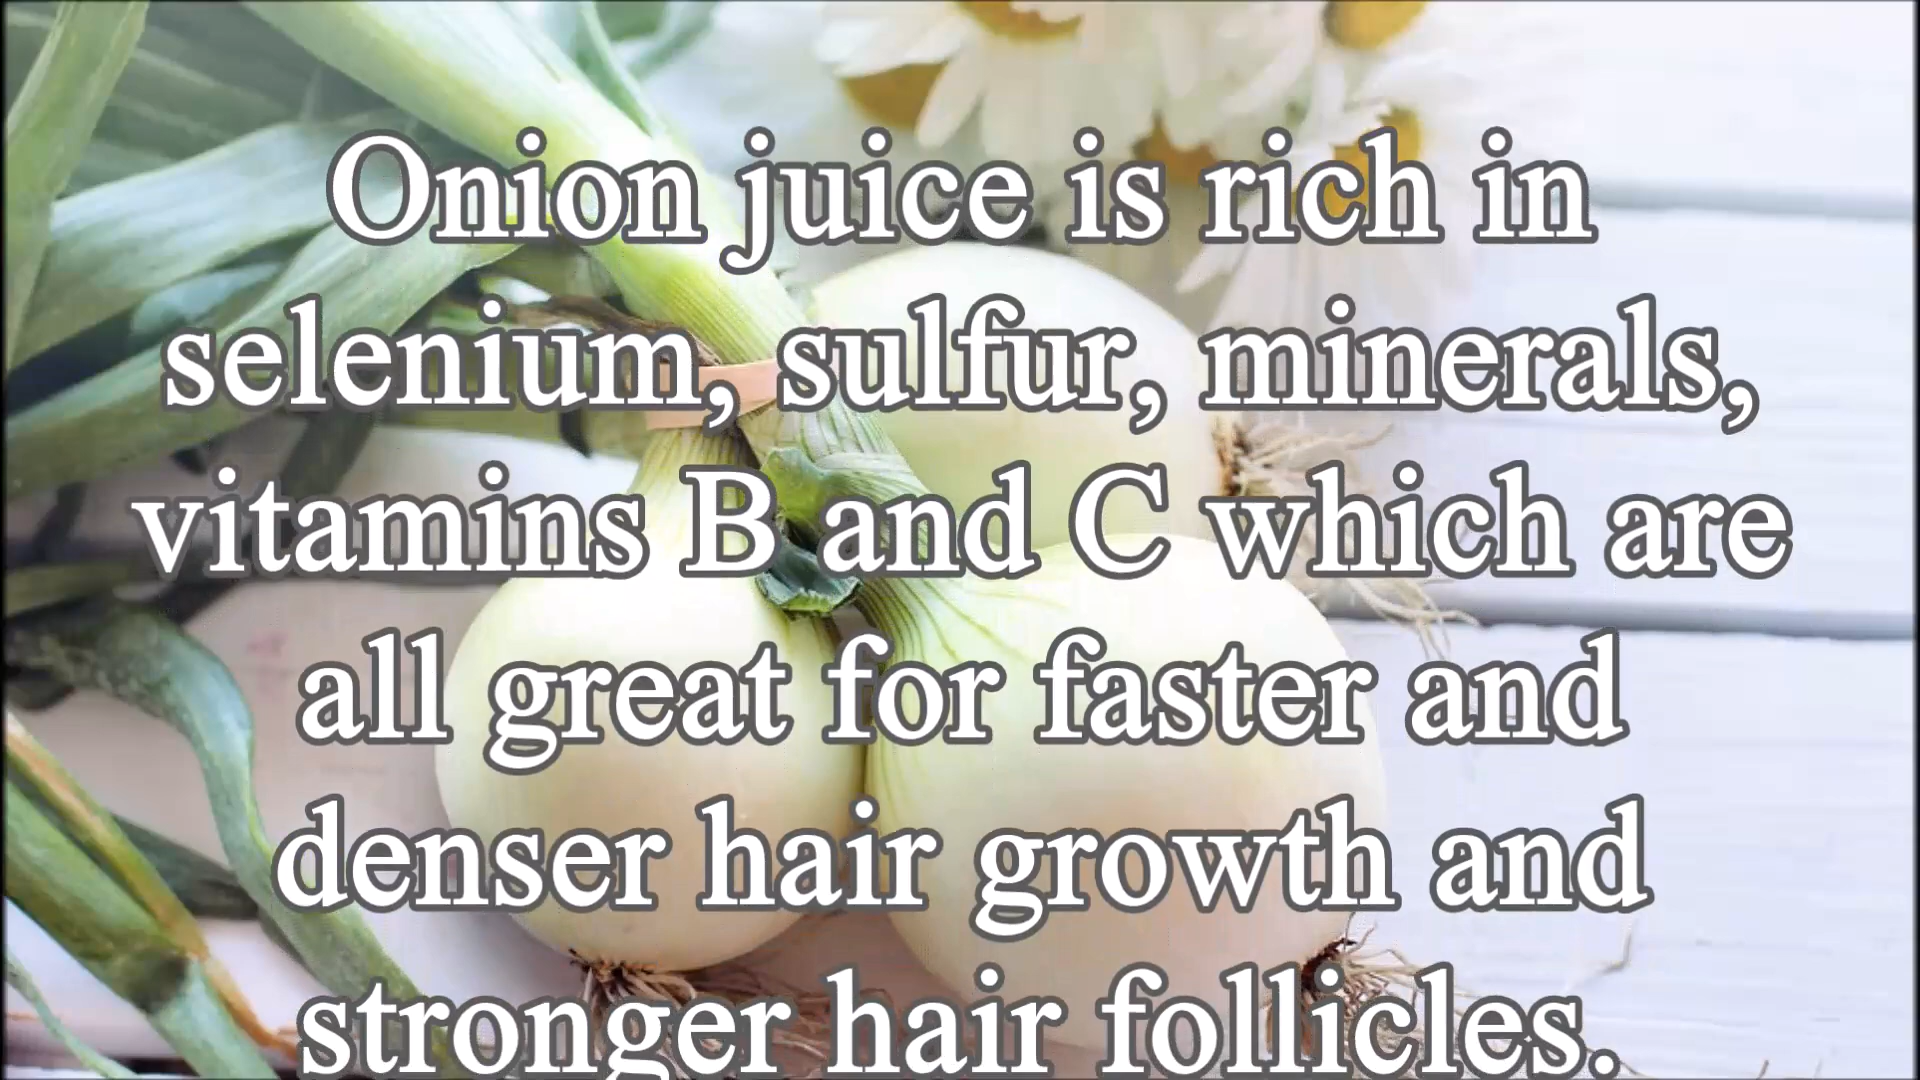 Onion juice is rich in
selenium, sulfur, minerals,
vitamins B and C which are
all great for faster and
denser hair growth and
stronger hair follicles.